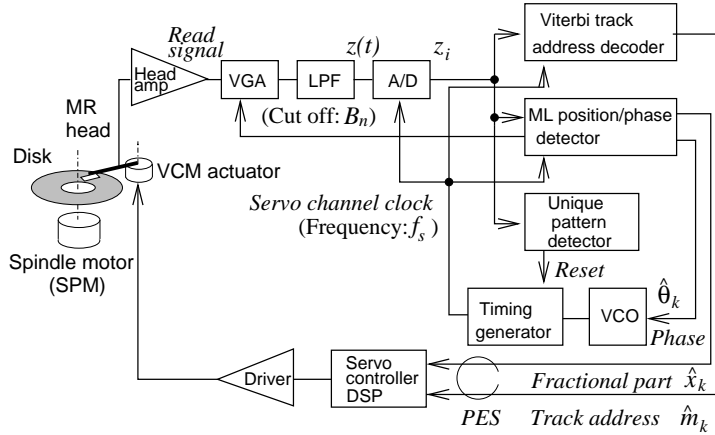 Read
signal
Head
amp
VGA
LPF
A/D
z(t)
z_i
(Cut off: B_n)
Viterbi track
address decoder
ML position/phase
detector
Unique
pattern
detector
Reset
Timing
generator
VCO
θ̂_k
Phase
MR
head
Disk
VCM actuator
Spindle motor
(SPM)
Servo channel clock
(Frequency: f_s )
Driver
Servo
controller
DSP
PES
Fractional part x̂_k
Track address m̂_k